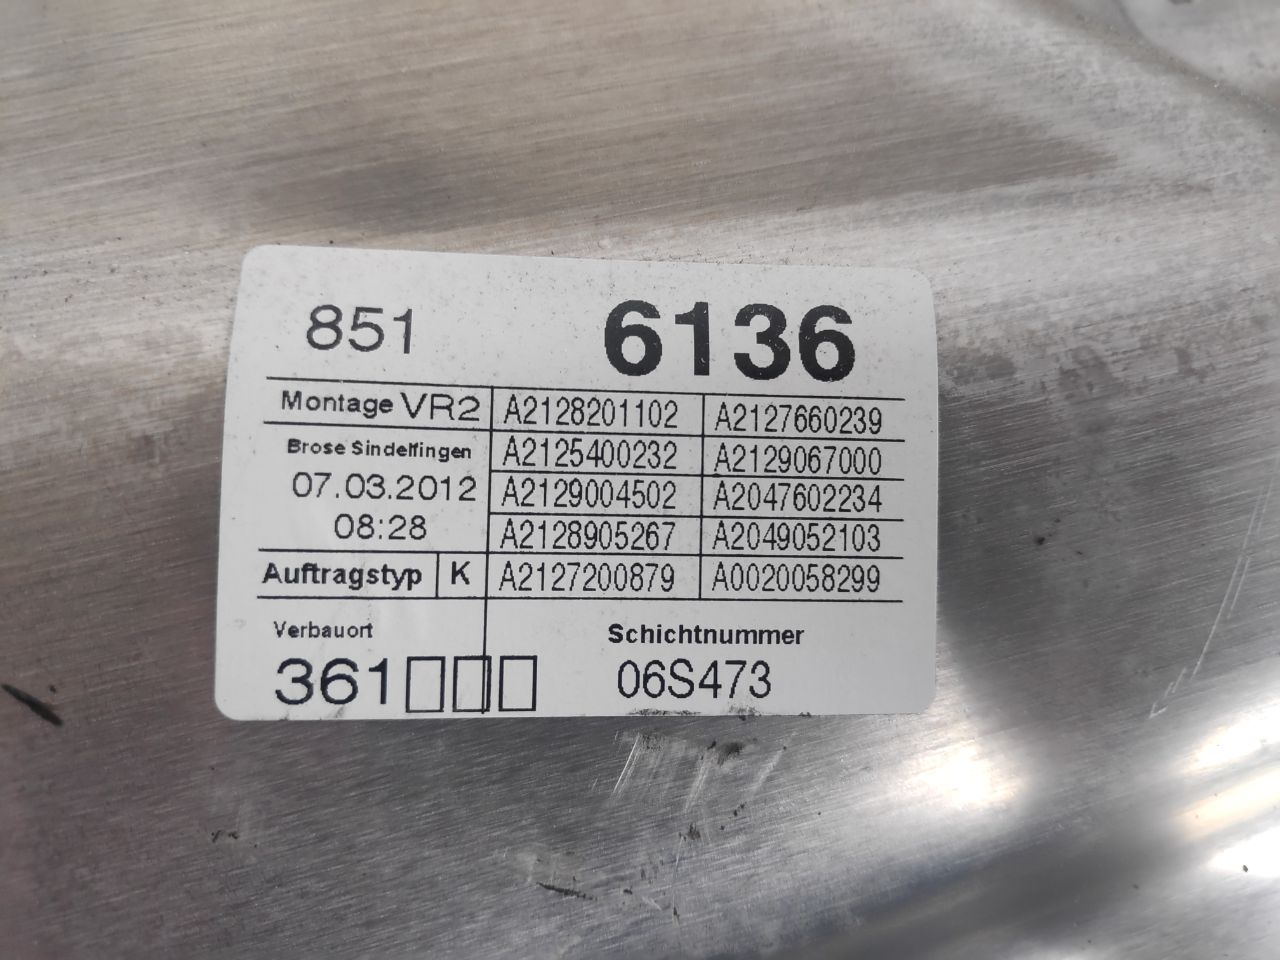 851 6136
Montage VR2 A2128201102 A2127660239
Brose Sindelfingen A2125400232 A2129067000
07.03.2012 A2129004502 A2047602234
08:28 A2128905267 A2049052103
Auftragstyp K A2127200879 A0020058299
Verbauort Schichtnummer
361 06S473